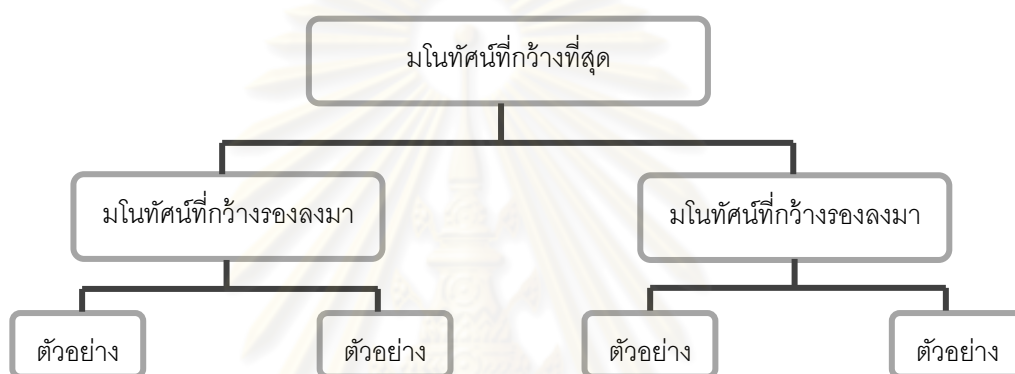 มโนทัศน์ที่กว้างที่สุด
มโนทัศน์ที่กว้างรองลงมา
มโนทัศน์ที่กว้างรองลงมา
ตัวอย่าง
ตัวอย่าง
ตัวอย่าง
ตัวอย่าง